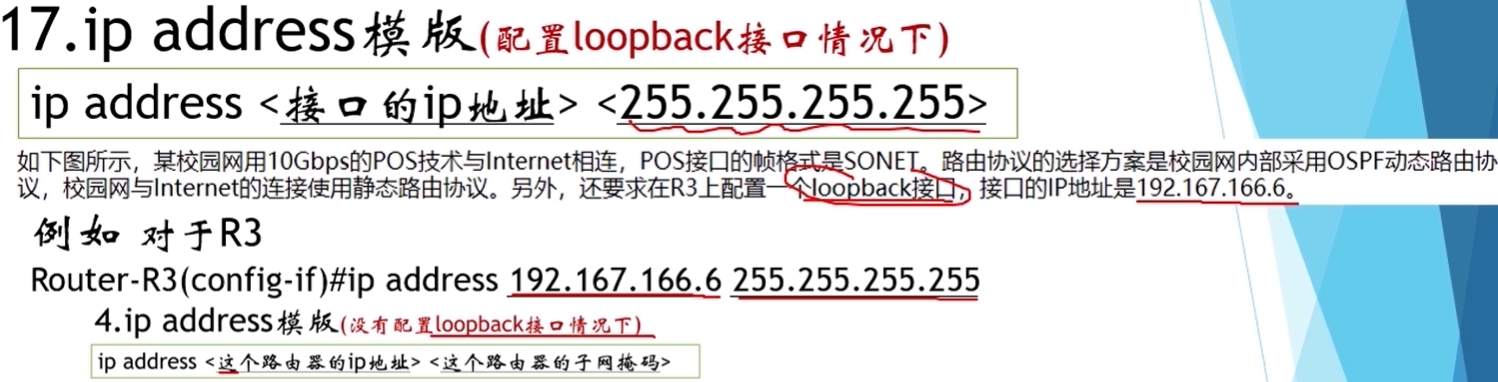 17.ip address模版(配置loopback接口情况下)
ip address <接口的ip地址> <255.255.255.255>
如下图所示，某校园网用10Gbps的POS技术与Internet相连，POS接口的帧格式是SONET。路由协议的选择方案是校园网内部采用OSPF动态路由协
议，校园网与Internet的连接使用静态路由协议。另外，还要求在R3上配置一个loopback接口，接口的IP地址是192.167.166.6。
例如 对于R3
Router-R3(config-if)#ip address 192.167.166.6 255.255.255.255
4.ip address模版(没有配置loopback接口情况下)
ip address <这个路由器的ip地址> <这个路由器的子网掩码>